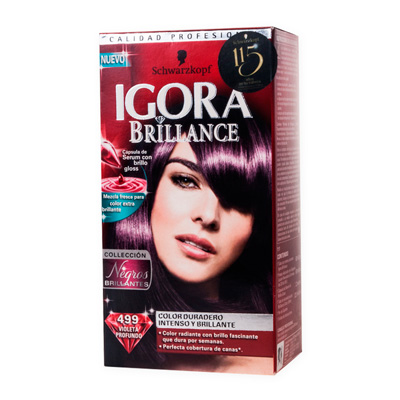 CALIDAD PROFESIO
NUEVO
Schwarzkopf
115
IGORA
BRILLANCE
Cápsula de
Serum con
brillo
gloss
Mezcla fresca para
color extra
brillante
COLECCIÓN
Negros
BRILLANTES
499
VIOLETA
PROFUNDO
COLOR DURADERO
INTENSO Y BRILLANTE
• Color radiante con brillo fascinante
que dura por semanas.
• Perfecta cobertura de canas*.